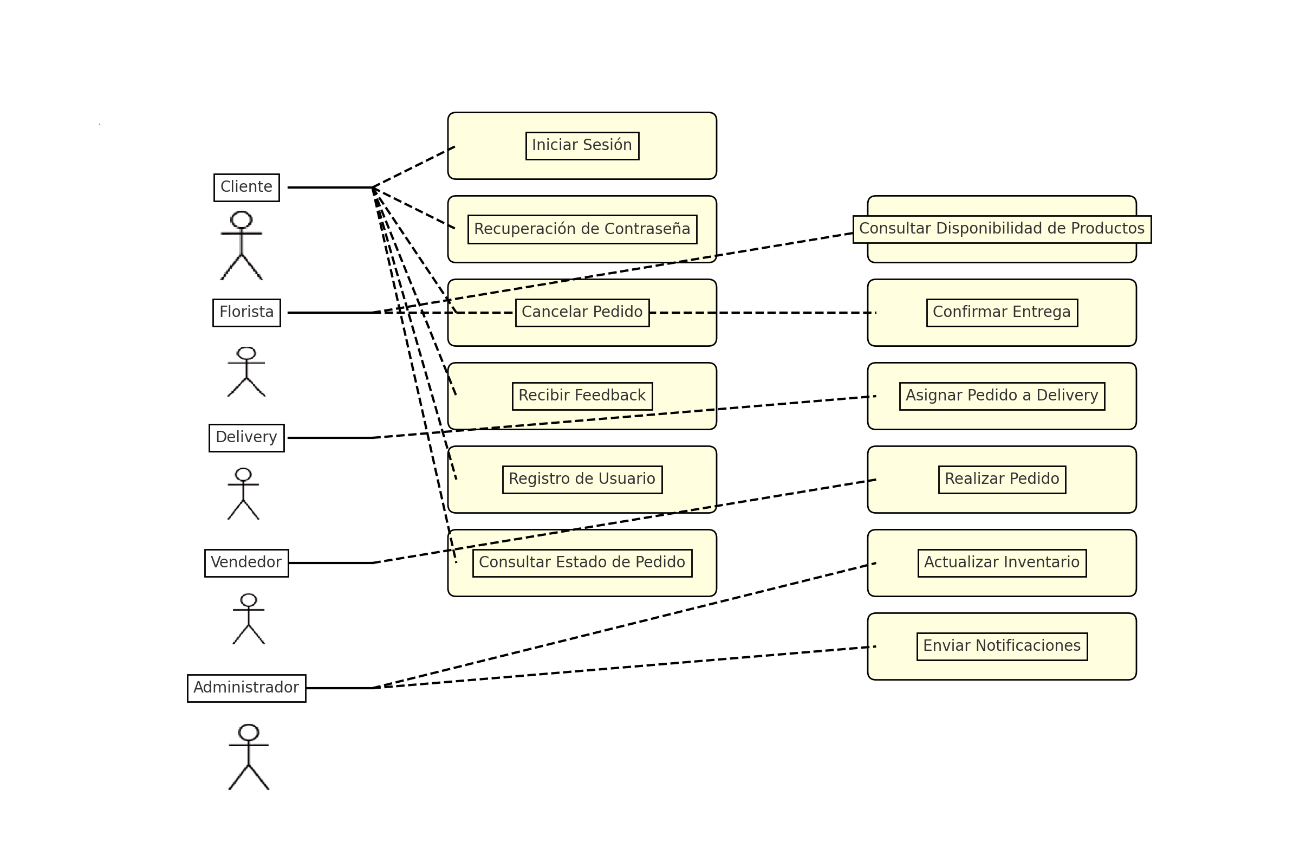 Cliente
Florista
Delivery
Vendedor
Administrador
Iniciar Sesión
Recuperación de Contraseña
Cancelar Pedido
Recibir Feedback
Registro de Usuario
Consultar Estado de Pedido
Consultar Disponibilidad de Productos
Confirmar Entrega
Asignar Pedido a Delivery
Realizar Pedido
Actualizar Inventario
Enviar Notificaciones